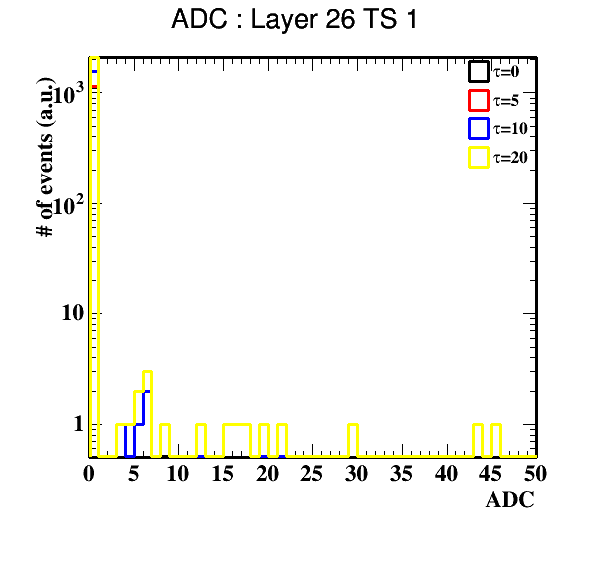 ADC : Layer 26 TS 1
# of events (a.u.)
10³
10²
10
1
τ=0
τ=5
τ=10
τ=20
0 5 10 15 20 25 30 35 40 45 50
ADC